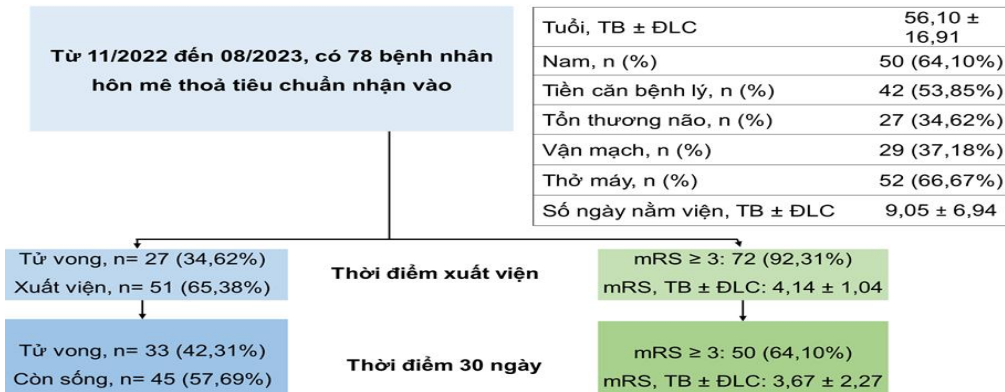 Từ 11/2022 đến 08/2023, có 78 bệnh nhân
hôn mê thoả tiêu chuẩn nhận vào
Tuổi, TB ± ĐLC 56,10 ±
16,91
Nam, n (%) 50 (64,10%)
Tiền căn bệnh lý, n (%) 42 (53,85%)
Tổn thương não, n (%) 27 (34,62%)
Vận mạch, n (%) 29 (37,18%)
Thở máy, n (%) 52 (66,67%)
Số ngày nằm viện, TB ± ĐLC 9,05 ± 6,94
Tử vong, n= 27 (34,62%)
Xuất viện, n= 51 (65,38%)
Thời điểm xuất viện
mRS ≥ 3: 72 (92,31%)
mRS, TB ± ĐLC: 4,14 ± 1,04
Tử vong, n= 33 (42,31%)
Còn sống, n= 45 (57,69%)
Thời điểm 30 ngày
mRS ≥ 3: 50 (64,10%)
mRS, TB ± ĐLC: 3,67 ± 2,27